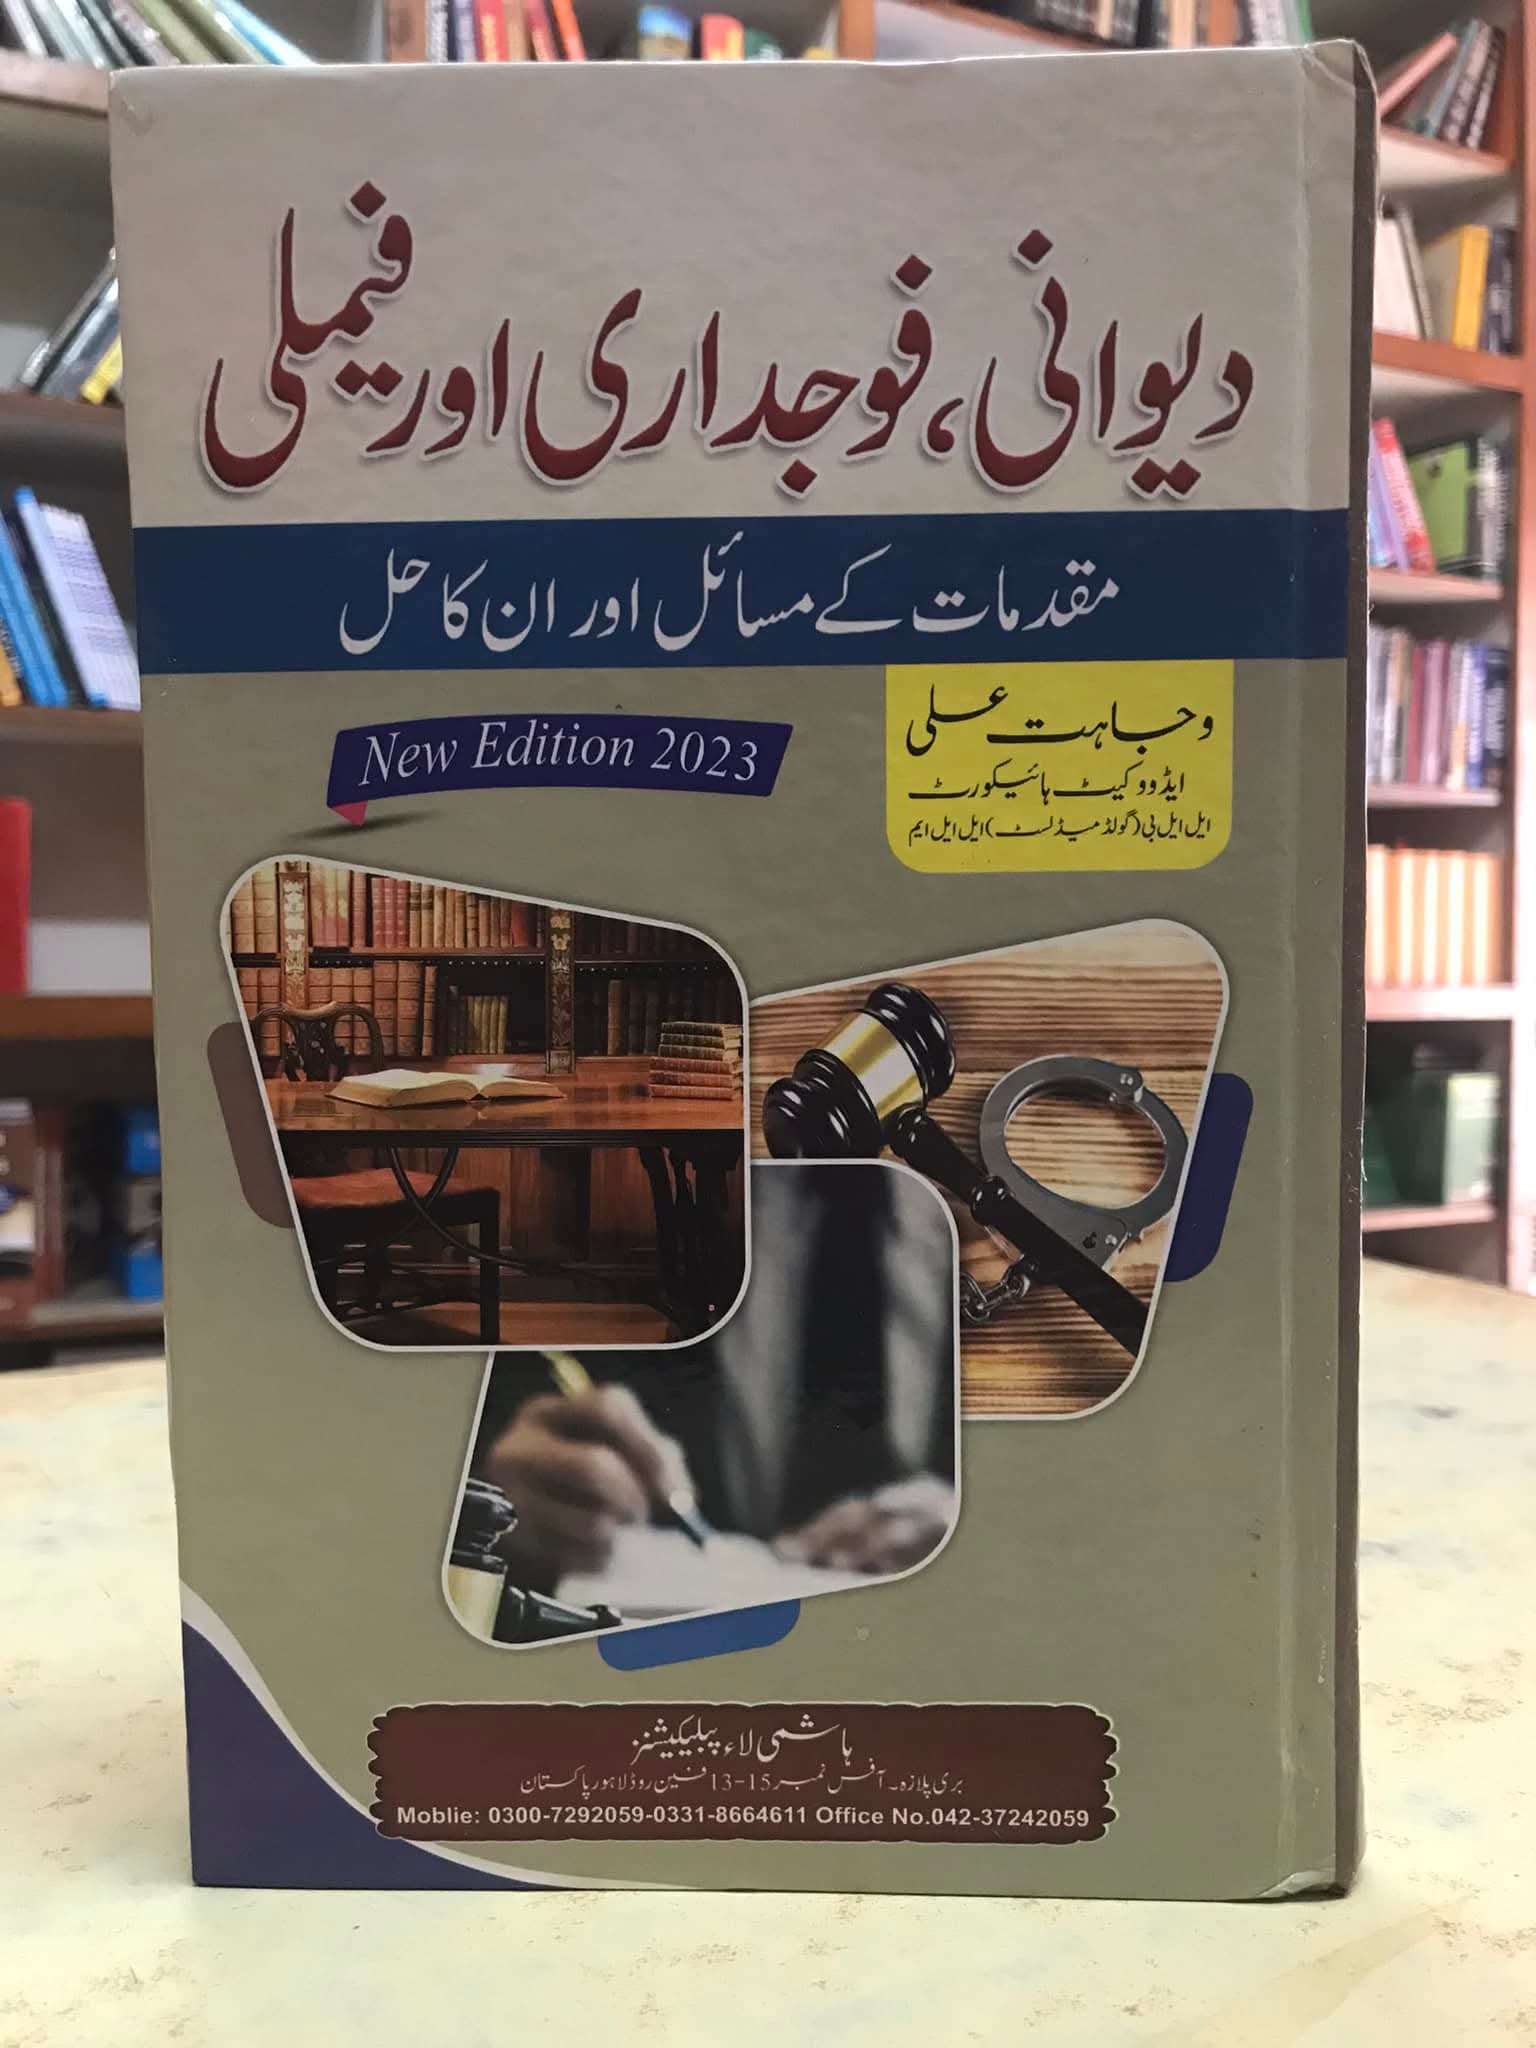 دیوانی، فوجداری اور فیملی
مقدمات کے مسائل اور ان کا حل
وجاہت علی
ایڈووکیٹ ہائیکورٹ
ایل ایل بی (گولڈ میڈلسٹ) ایل ایل ایم
New Edition 2023
ہاشمی لاء پبلیکیشنز
بری پلازہ۔ آفس نمبر 15-13 فین روڈ لاہور پاکستان
Moblie: 0300-7292059-0331-8664611 Office No.042-37242059